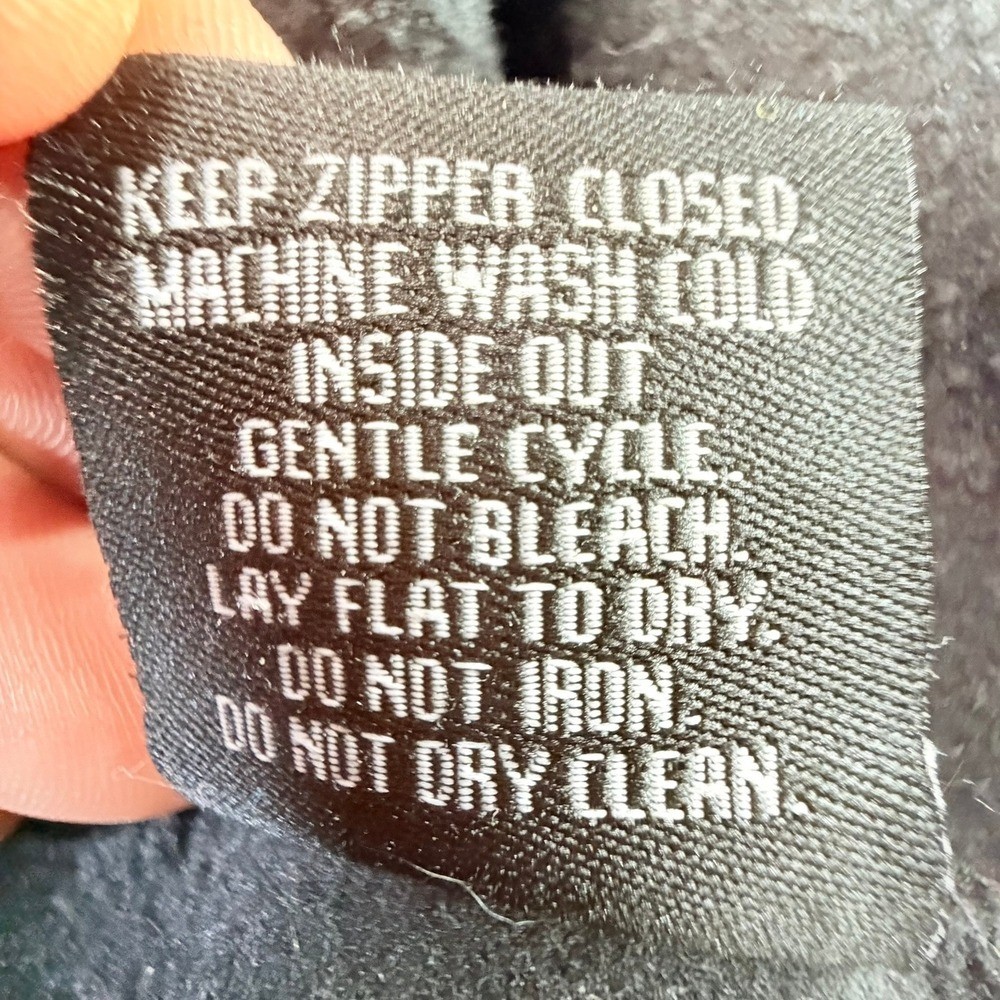 KEEP ZIPPER CLOSED.
MACHINE WASH COLD
INSIDE OUT
GENTLE CYCLE.
DO NOT BLEACH.
LAY FLAT TO DRY.
DO NOT IRON.
DO NOT DRY CLEAN.